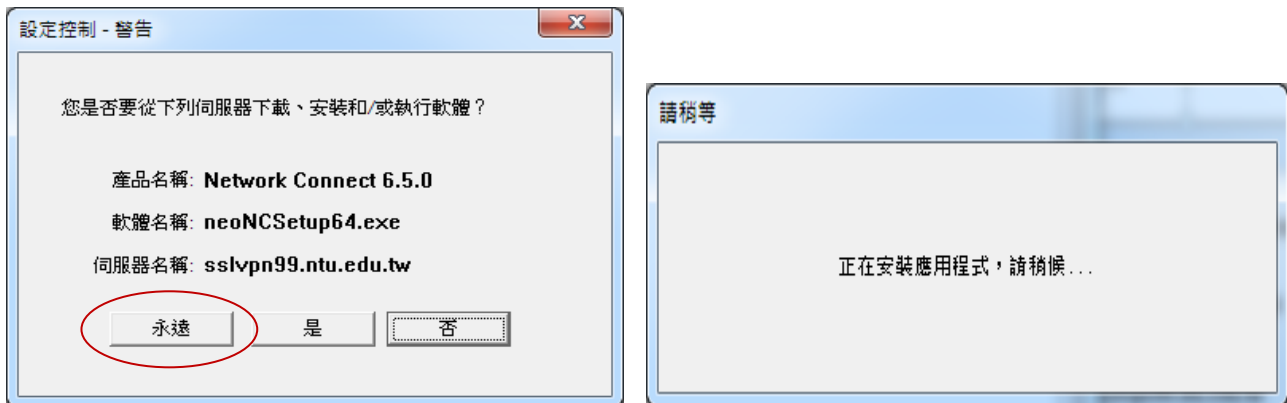 設定控制 - 警告
您是否要從下列伺服器下載、安裝和/或執行軟體？
產品名稱: Network Connect 6.5.0
軟體名稱: neoNCSetup64.exe
伺服器名稱: sslvpn99.ntu.edu.tw
永遠 是 否
請稍等
正在安裝應用程式，請稍候...